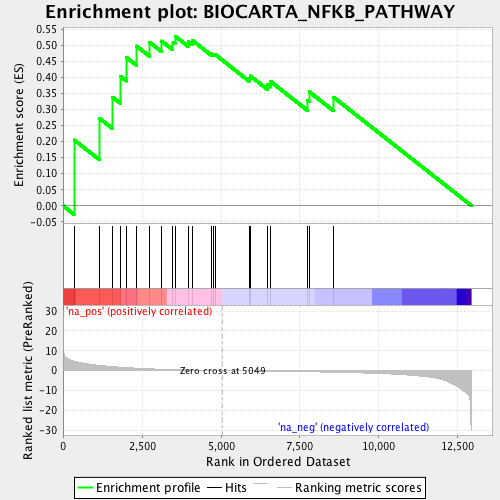 Enrichment plot: BIOCARTA_NFKB_PATHWAY
Enrichment score (ES)
0.55
0.50
0.45
0.40
0.35
0.30
0.25
0.20
0.15
0.10
0.05
0.00
-0.05
'na_pos' (positively correlated)
Ranked list metric (PreRanked)
30
20
10
0
-10
-20
-30
Zero cross at 5049
'na_neg' (negatively correlated)
0
2,500
5,000
7,500
10,000
12,500
Rank in Ordered Dataset
Enrichment profile
Hits
Ranking metric scores